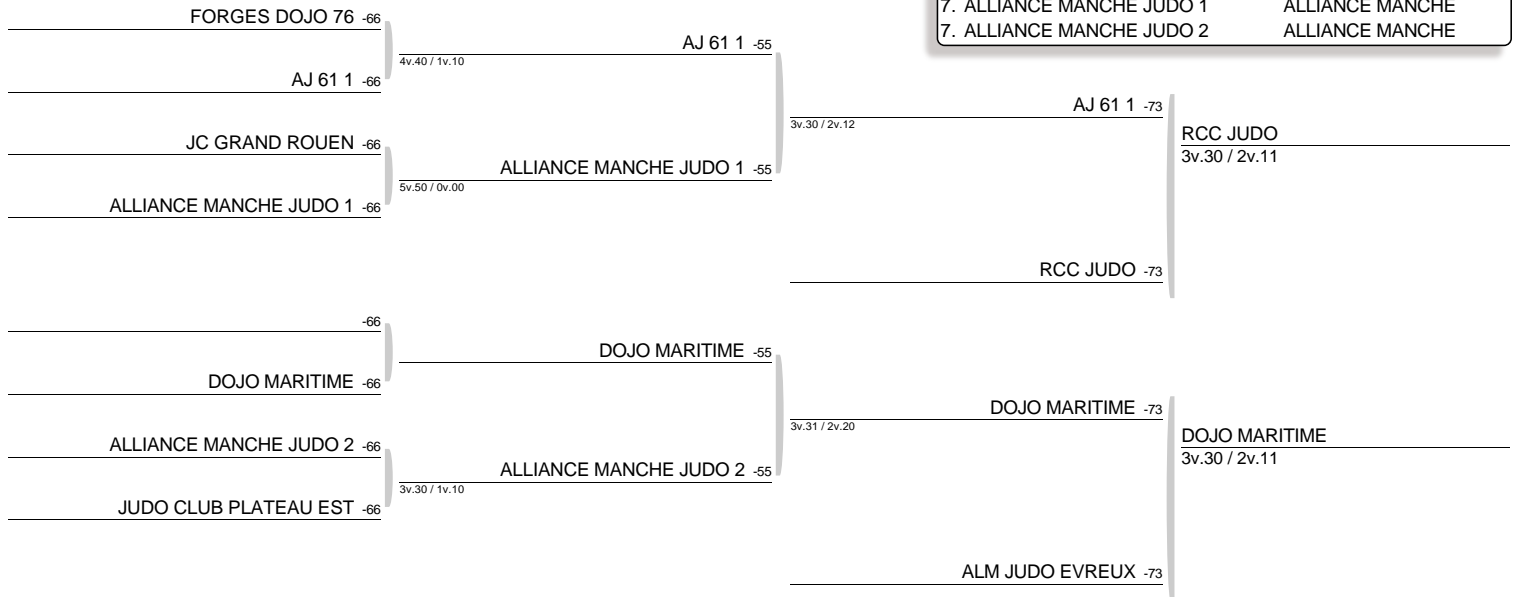 7. ALLIANCE MANCHE JUDO 1 ALLIANCE MANCHE
7. ALLIANCE MANCHE JUDO 2 ALLIANCE MANCHE
FORGES DOJO 76 -66
AJ 61 1 -66
JC GRAND ROUEN -66
ALLIANCE MANCHE JUDO 1 -66
-66
DOJO MARITIME -66
ALLIANCE MANCHE JUDO 2 -66
JUDO CLUB PLATEAU EST -66
AJ 61 1 -55
4v.40 / 1v.10
ALLIANCE MANCHE JUDO 1 -55
5v.50 / 0v.00
DOJO MARITIME -55
ALLIANCE MANCHE JUDO 2 -55
3v.30 / 1v.10
AJ 61 1 -73
3v.30 / 2v.12
RCC JUDO -73
DOJO MARITIME -73
3v.31 / 2v.20
ALM JUDO EVREUX -73
RCC JUDO
3v.30 / 2v.11
DOJO MARITIME
3v.30 / 2v.11